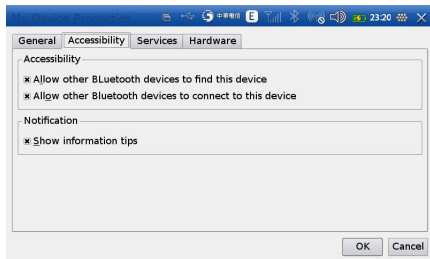 My Device Properties E 23:20
General Accessibility Services Hardware
Accessibility
Allow other BLuetooth devices to find this device
Allow other Bluetooth devices to connect to this device
Notification
Show information tips
OK Cancel